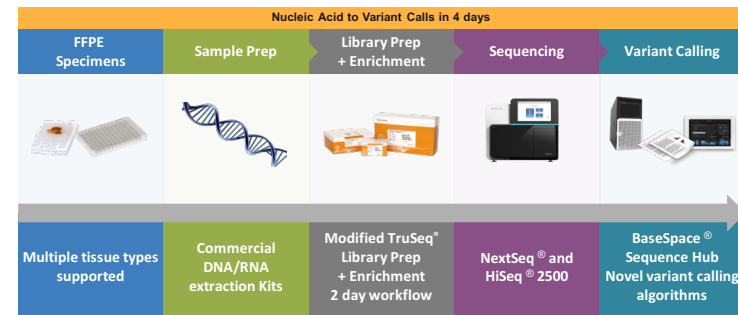 Nucleic Acid to Variant Calls in 4 days
FFPE
Specimens
Sample Prep
Library Prep
+ Enrichment
Sequencing
Variant Calling
Multiple tissue types
supported
Commercial
DNA/RNA
extraction Kits
Modified TruSeq®
Library Prep
+ Enrichment
2 day workflow
NextSeq ® and
HiSeq ® 2500
BaseSpace ®
Sequence Hub
Novel variant calling
algorithms